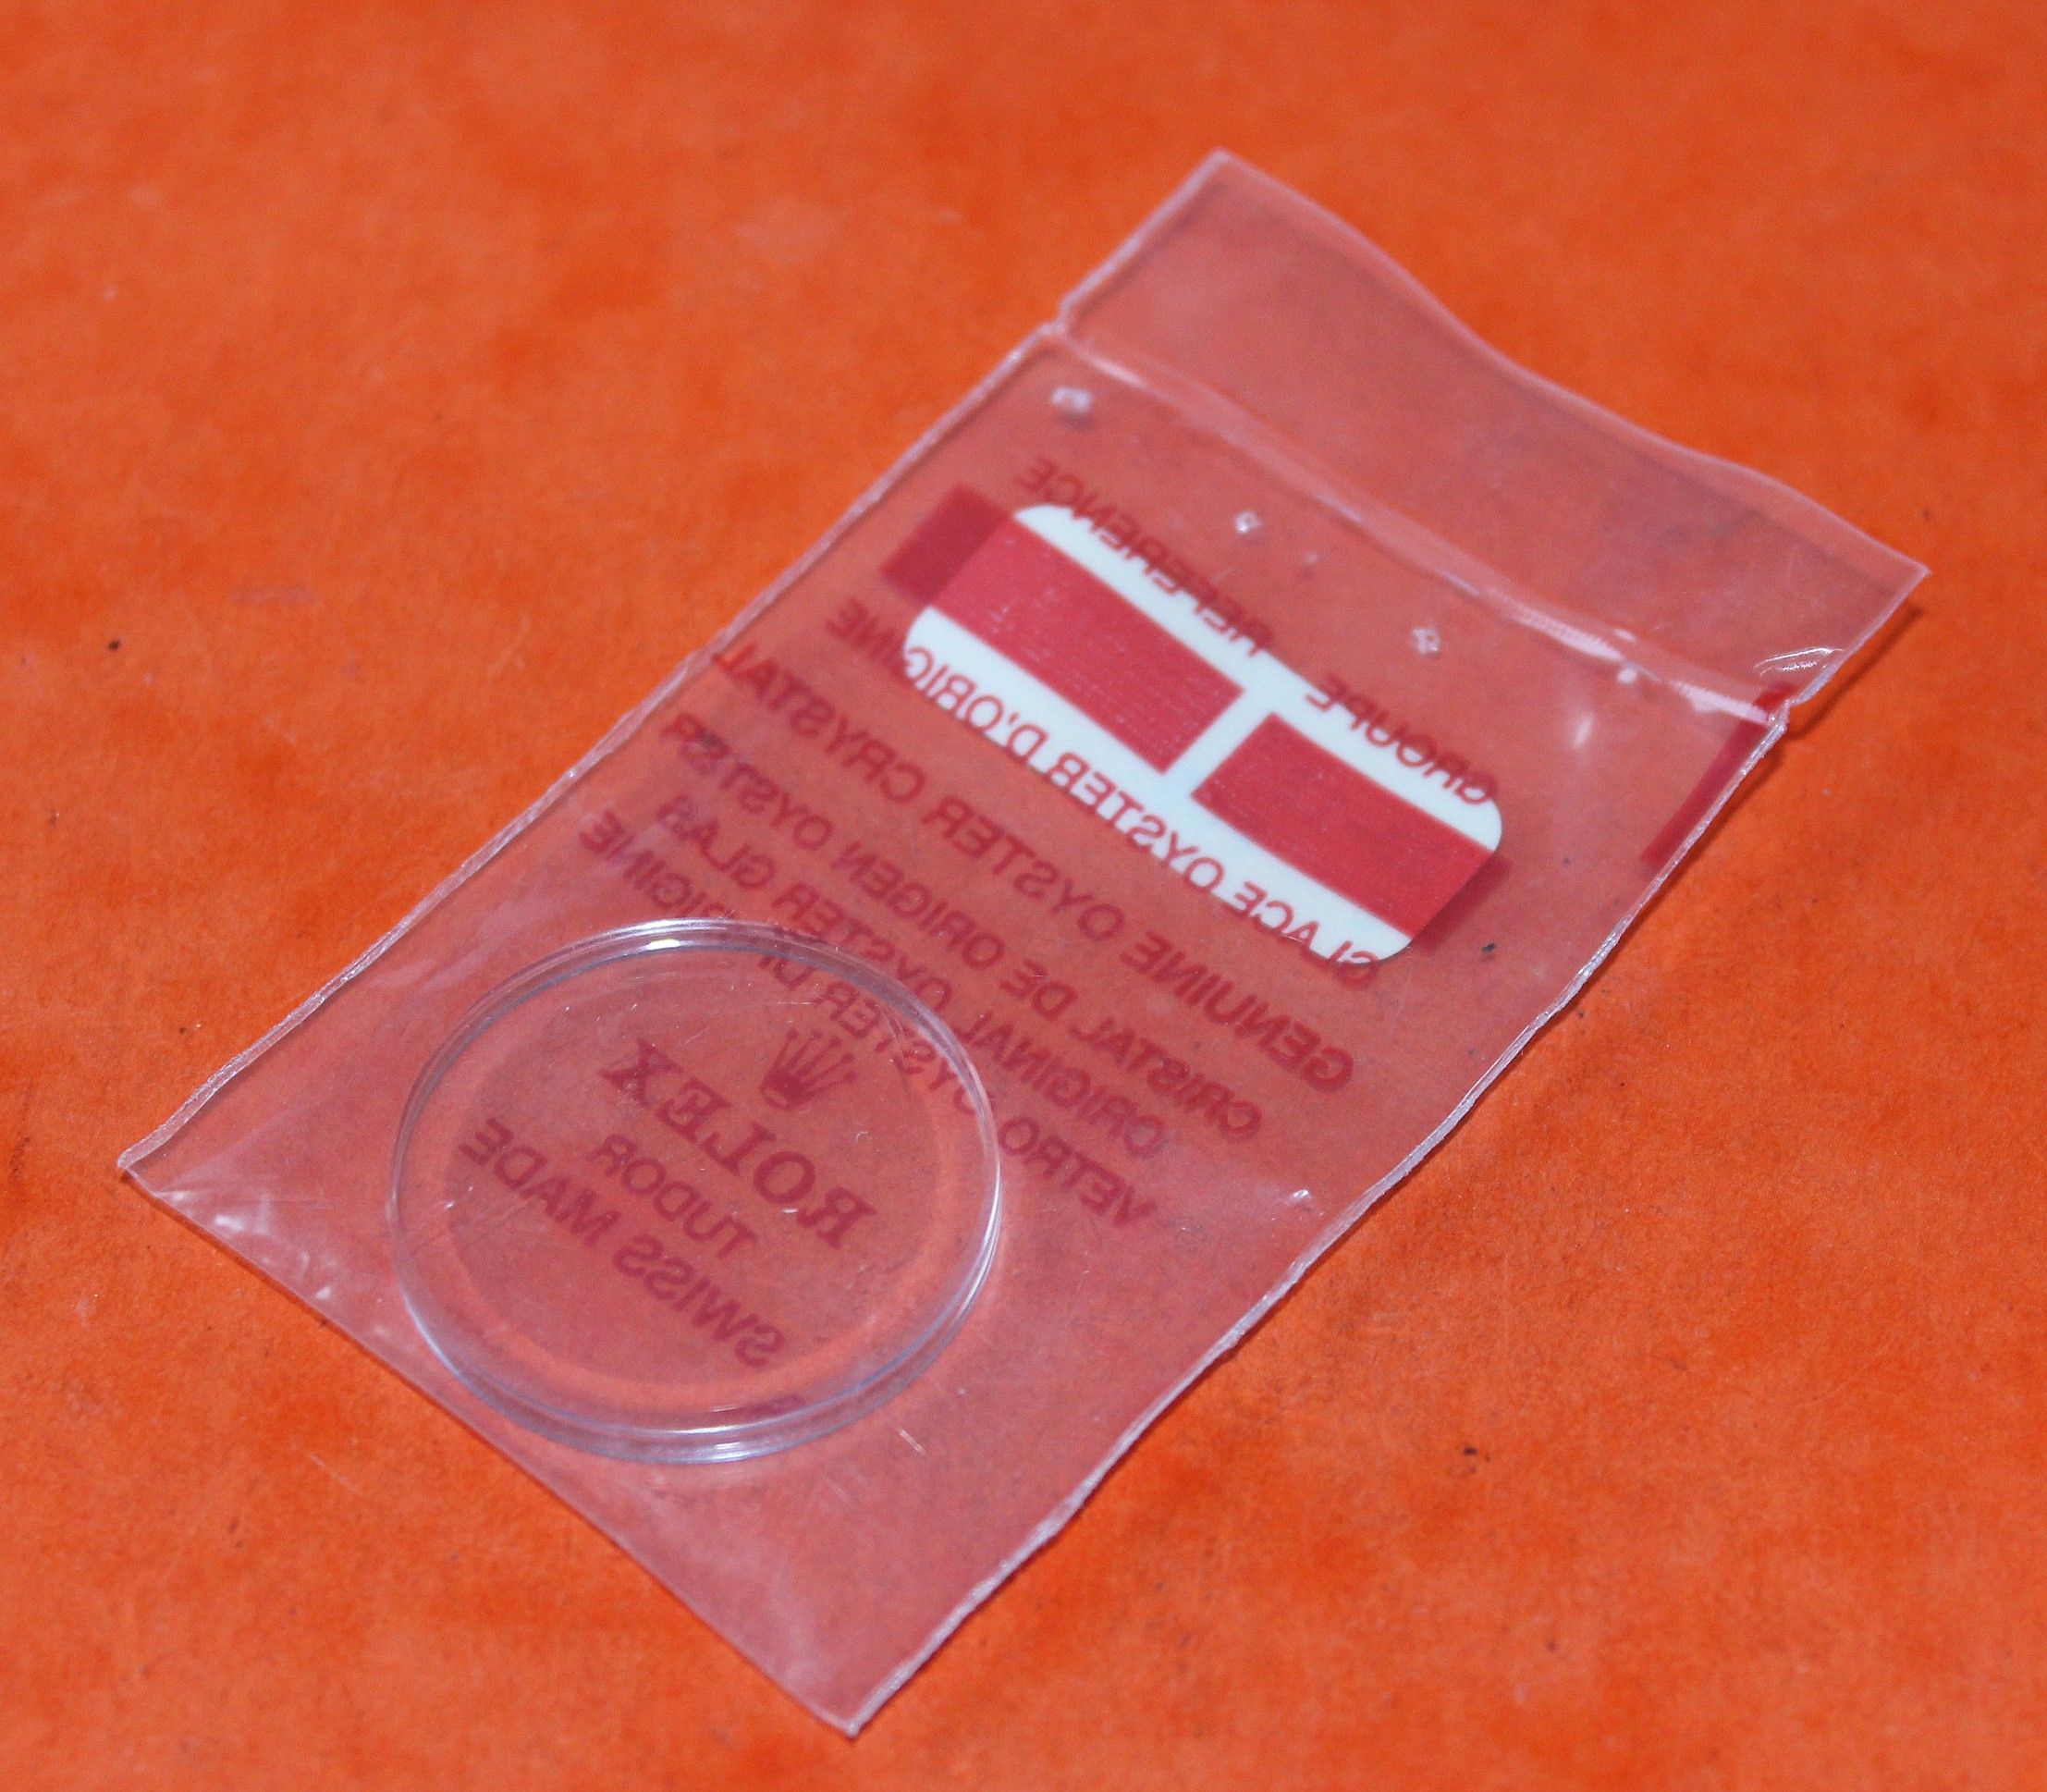 REFERENCE
GROUPE
GLACE OYSTER D'ORIGINE
GENUINE OYSTER CRYSTAL
CRISTAL DE ORIGEN OYSTER
ORIGINAL OYSTER GLAS
VETRO OYSTER DI ORIGINE
ROLEX
TUDOR
SWISS MADE